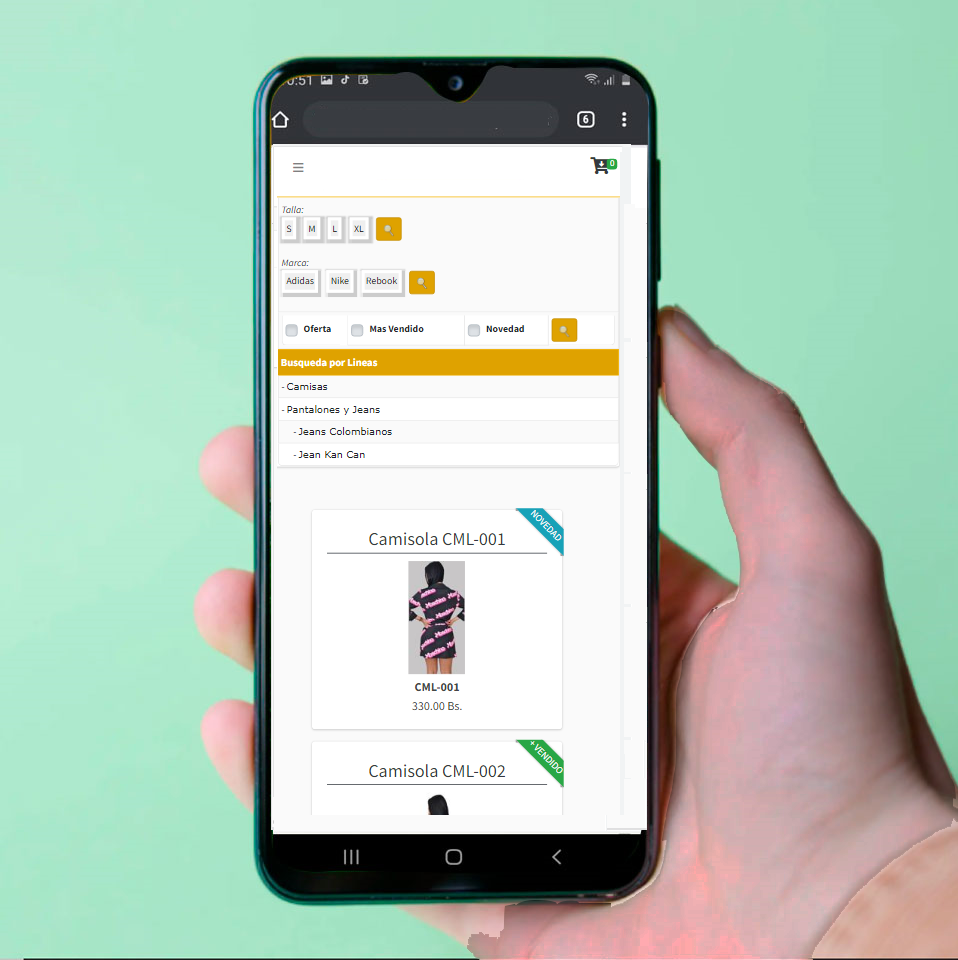 0:51
6
0
Talla:
S M L XL
Marca:
Adidas Nike Rebook
Oferta Mas Vendido Novedad
Busqueda por Lineas
- Camisas
- Pantalones y Jeans
- Jeans Colombianos
- Jean Kan Can
NOVEDAD
Camisola CML-001
Moschino
CML-001
330.00 Bs.
+ VENDIDO
Camisola CML-002